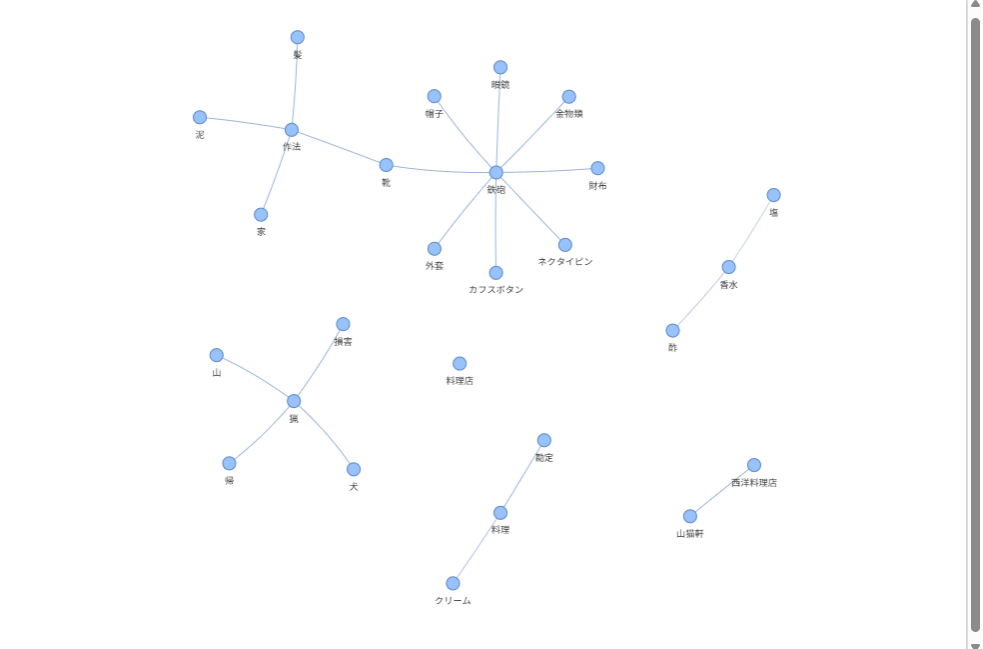 髪
眼鏡
帽子
金物類
泥
作法
靴
鉄砲
財布
塩
家
外套
ネクタイピン
カフスボタン
香水
損害
酢
山
料理店
猟
勘定
帰
犬
西洋料理店
料理
山猫軒
クリーム